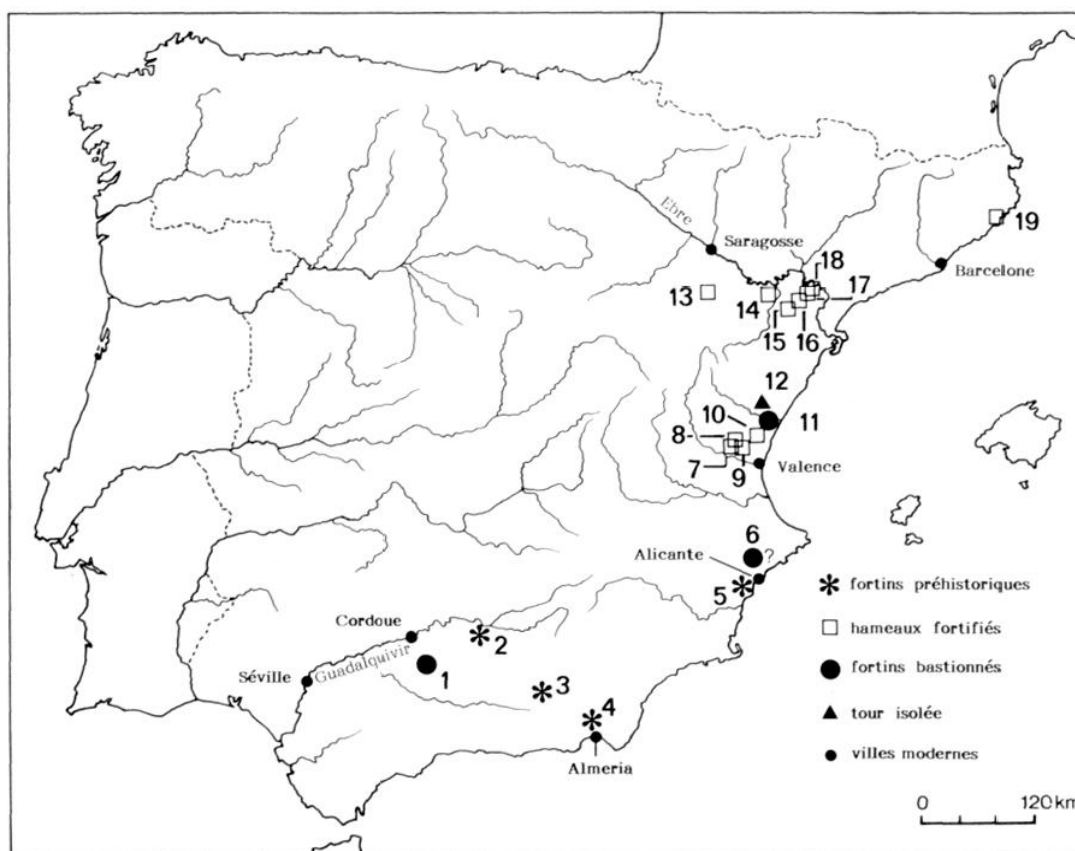 Ebre
Saragosse
19
18
Barcelone
13
14
17
15
16
12
10
11
8
7
9
Valence
6
?
Alicante
5
fortins préhistoriques
Cordoue
2
hameaux fortifiés
Guadalquivir
Séville
1
fortins bastionnés
3
4
tour isolée
villes modernes
Almeria
0 120 km